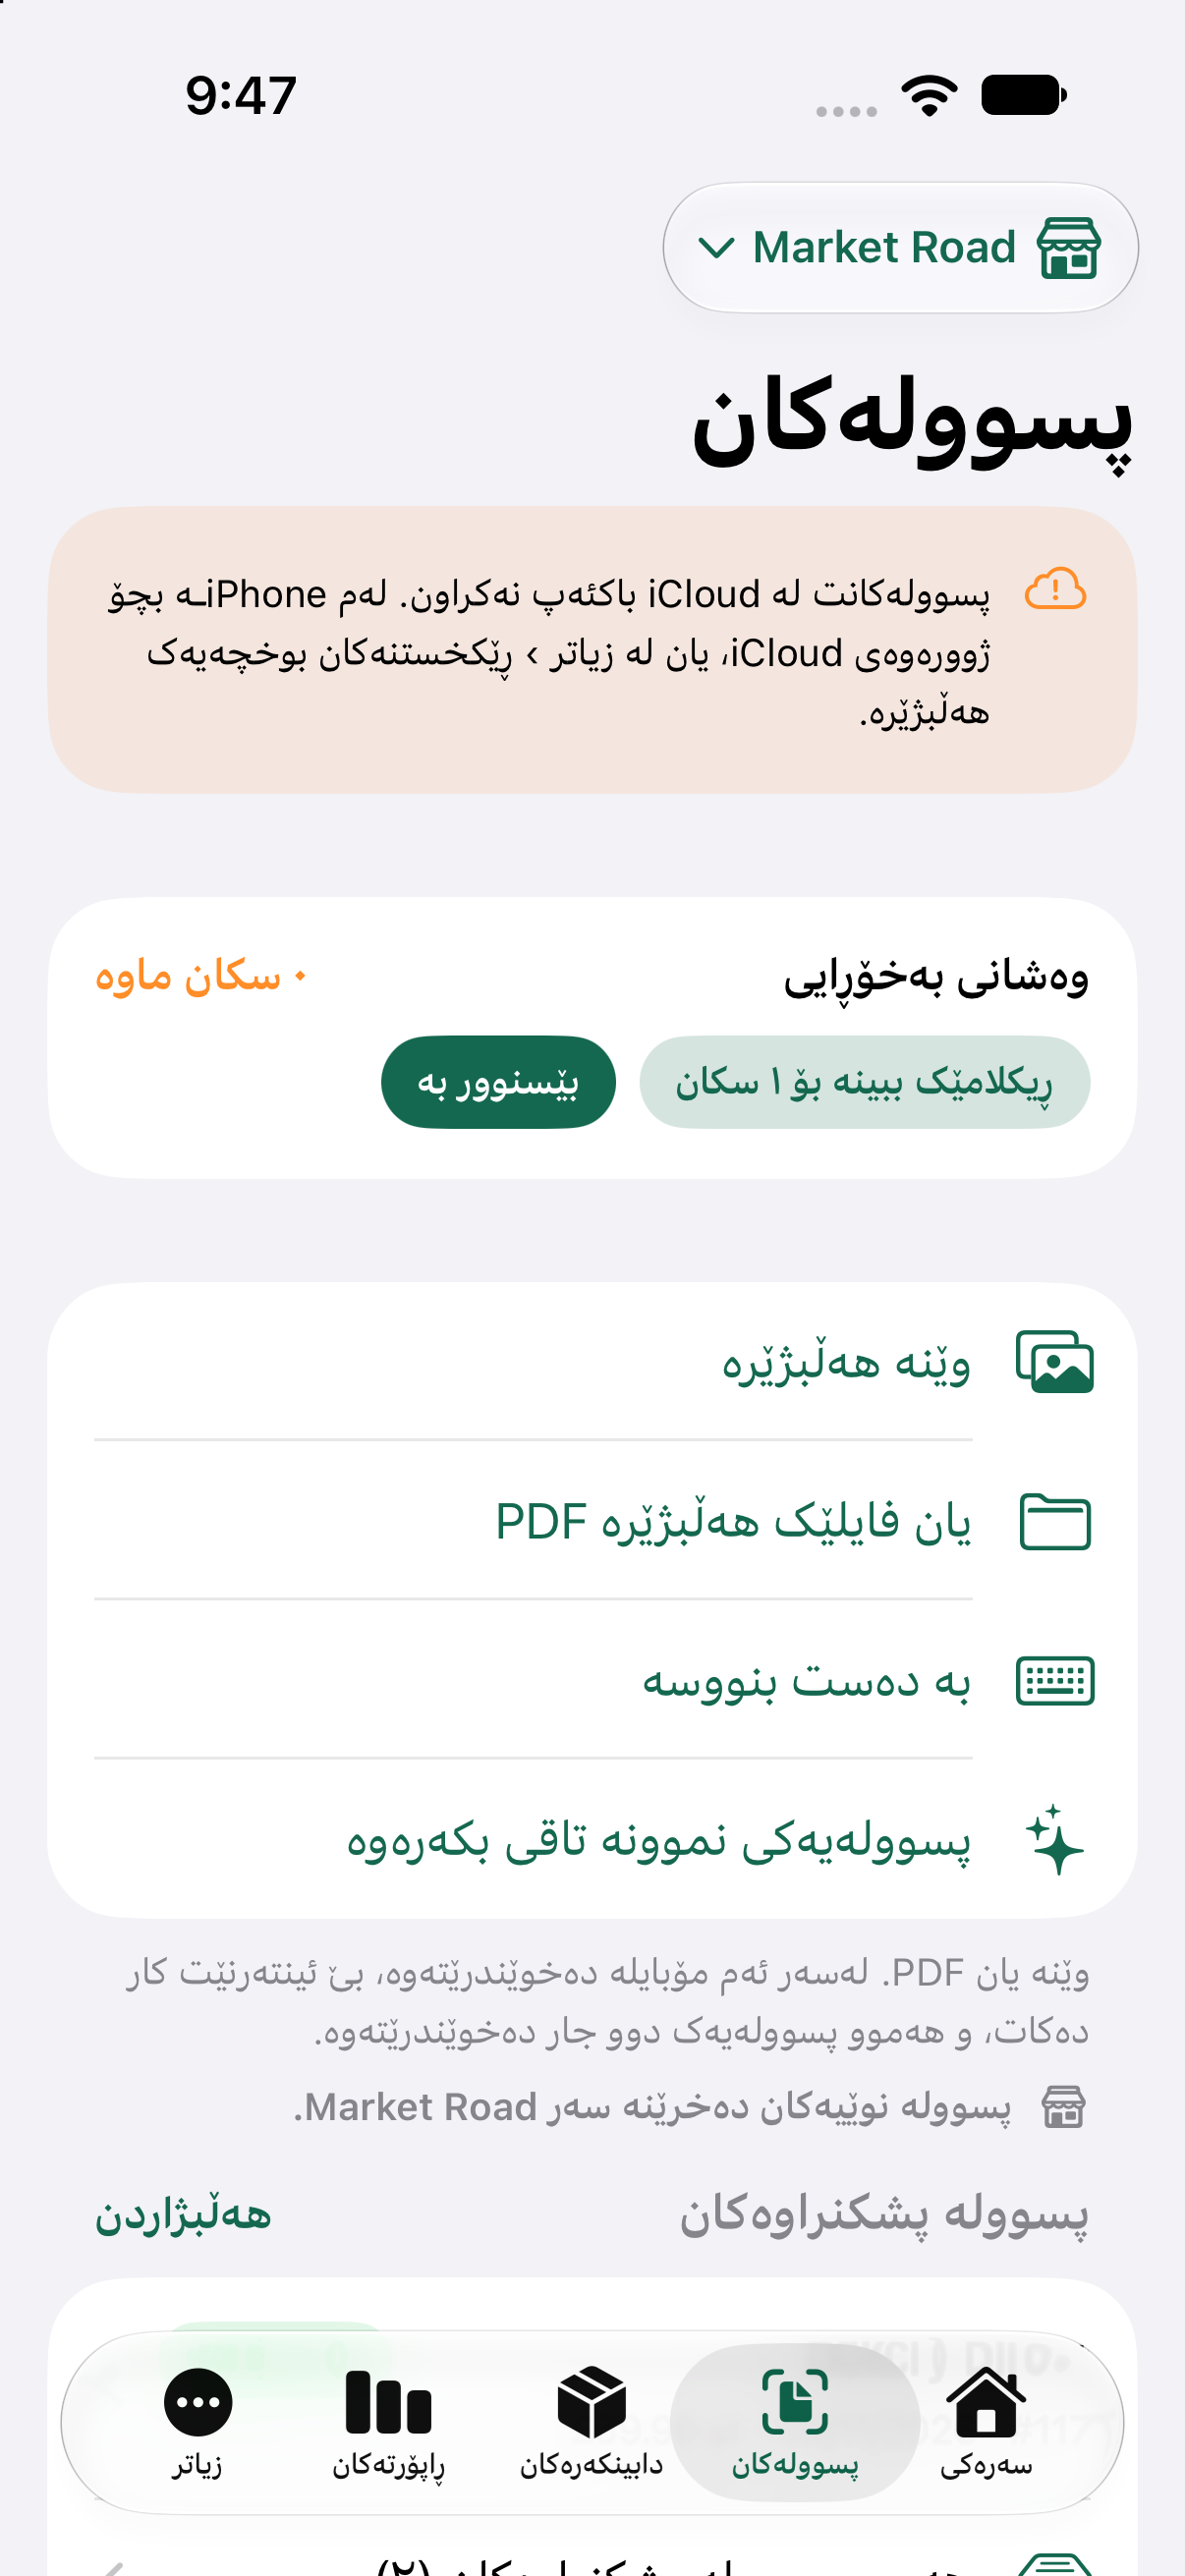 9:47
Market Road
پسوولەکان
پسوولەکانت لە iCloud باکئەپ نەکراون. لەم iPhoneـە بچۆ
ژوورەوەی iCloud، یان لە زیاتر › ڕێکخستنەکان بوخچەیەک
هەڵبژێرە.
وەشانی بەخۆڕایی
٠ سکان ماوە
ڕیکلامێک ببینە بۆ ١ سکان
بێسنوور بە
وێنە هەڵبژێرە
یان فایلێک هەڵبژێرە PDF
بە دەست بنووسە
پسوولەیەکی نموونە تاقی بکەرەوە
وێنە یان PDF. لەسەر ئەم مۆبایلە دەخوێندرێتەوە، بێ ئینتەرنێت کار
دەکات، و هەموو پسوولەیەک دوو جار دەخوێندرێتەوە.
پسوولە نوێیەکان دەخرێنە سەر Market Road.
پسوولە پشکنراوەکان
هەڵبژاردن
سەرەکی
پسوولەکان
دابینکەرەکان
ڕاپۆرتەکان
زیاتر